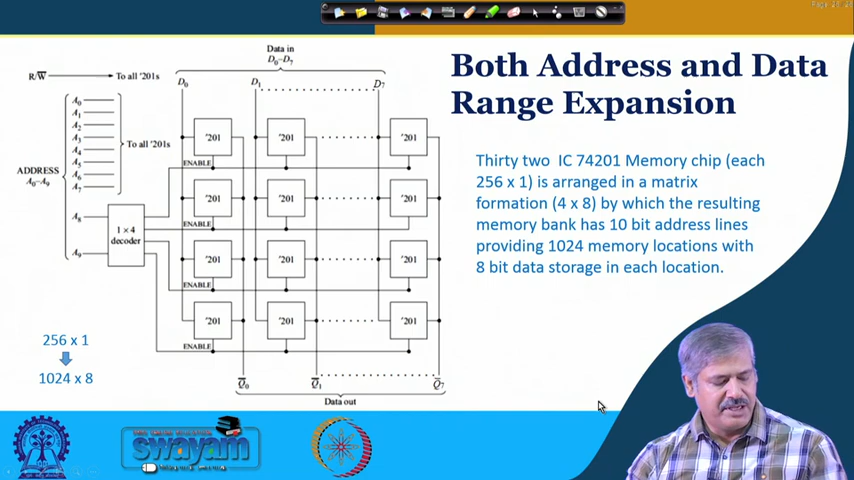 Both Address and Data
Range Expansion
Thirty two IC 74201 Memory chip (each
256 x 1) is arranged in a matrix
formation (4 x 8) by which the resulting
memory bank has 10 bit address lines
providing 1024 memory locations with
8 bit data storage in each location.
Data in
D₀–D₇
R/W̅
To all '201s
D₀
D₁
D₇
A₀
A₁
A₂
A₃
A₄
A₅
A₆
A₇
To all '201s
ADDRESS
A₀–A₉
A₈
A₉
1 × 4
decoder
'201
'201
'201
ENABLE
'201
'201
'201
ENABLE
'201
'201
'201
ENABLE
'201
'201
'201
ENABLE
Q̅₀
Q̅₁
Q̅₇
Data out
256 x 1
1024 x 8
swayam